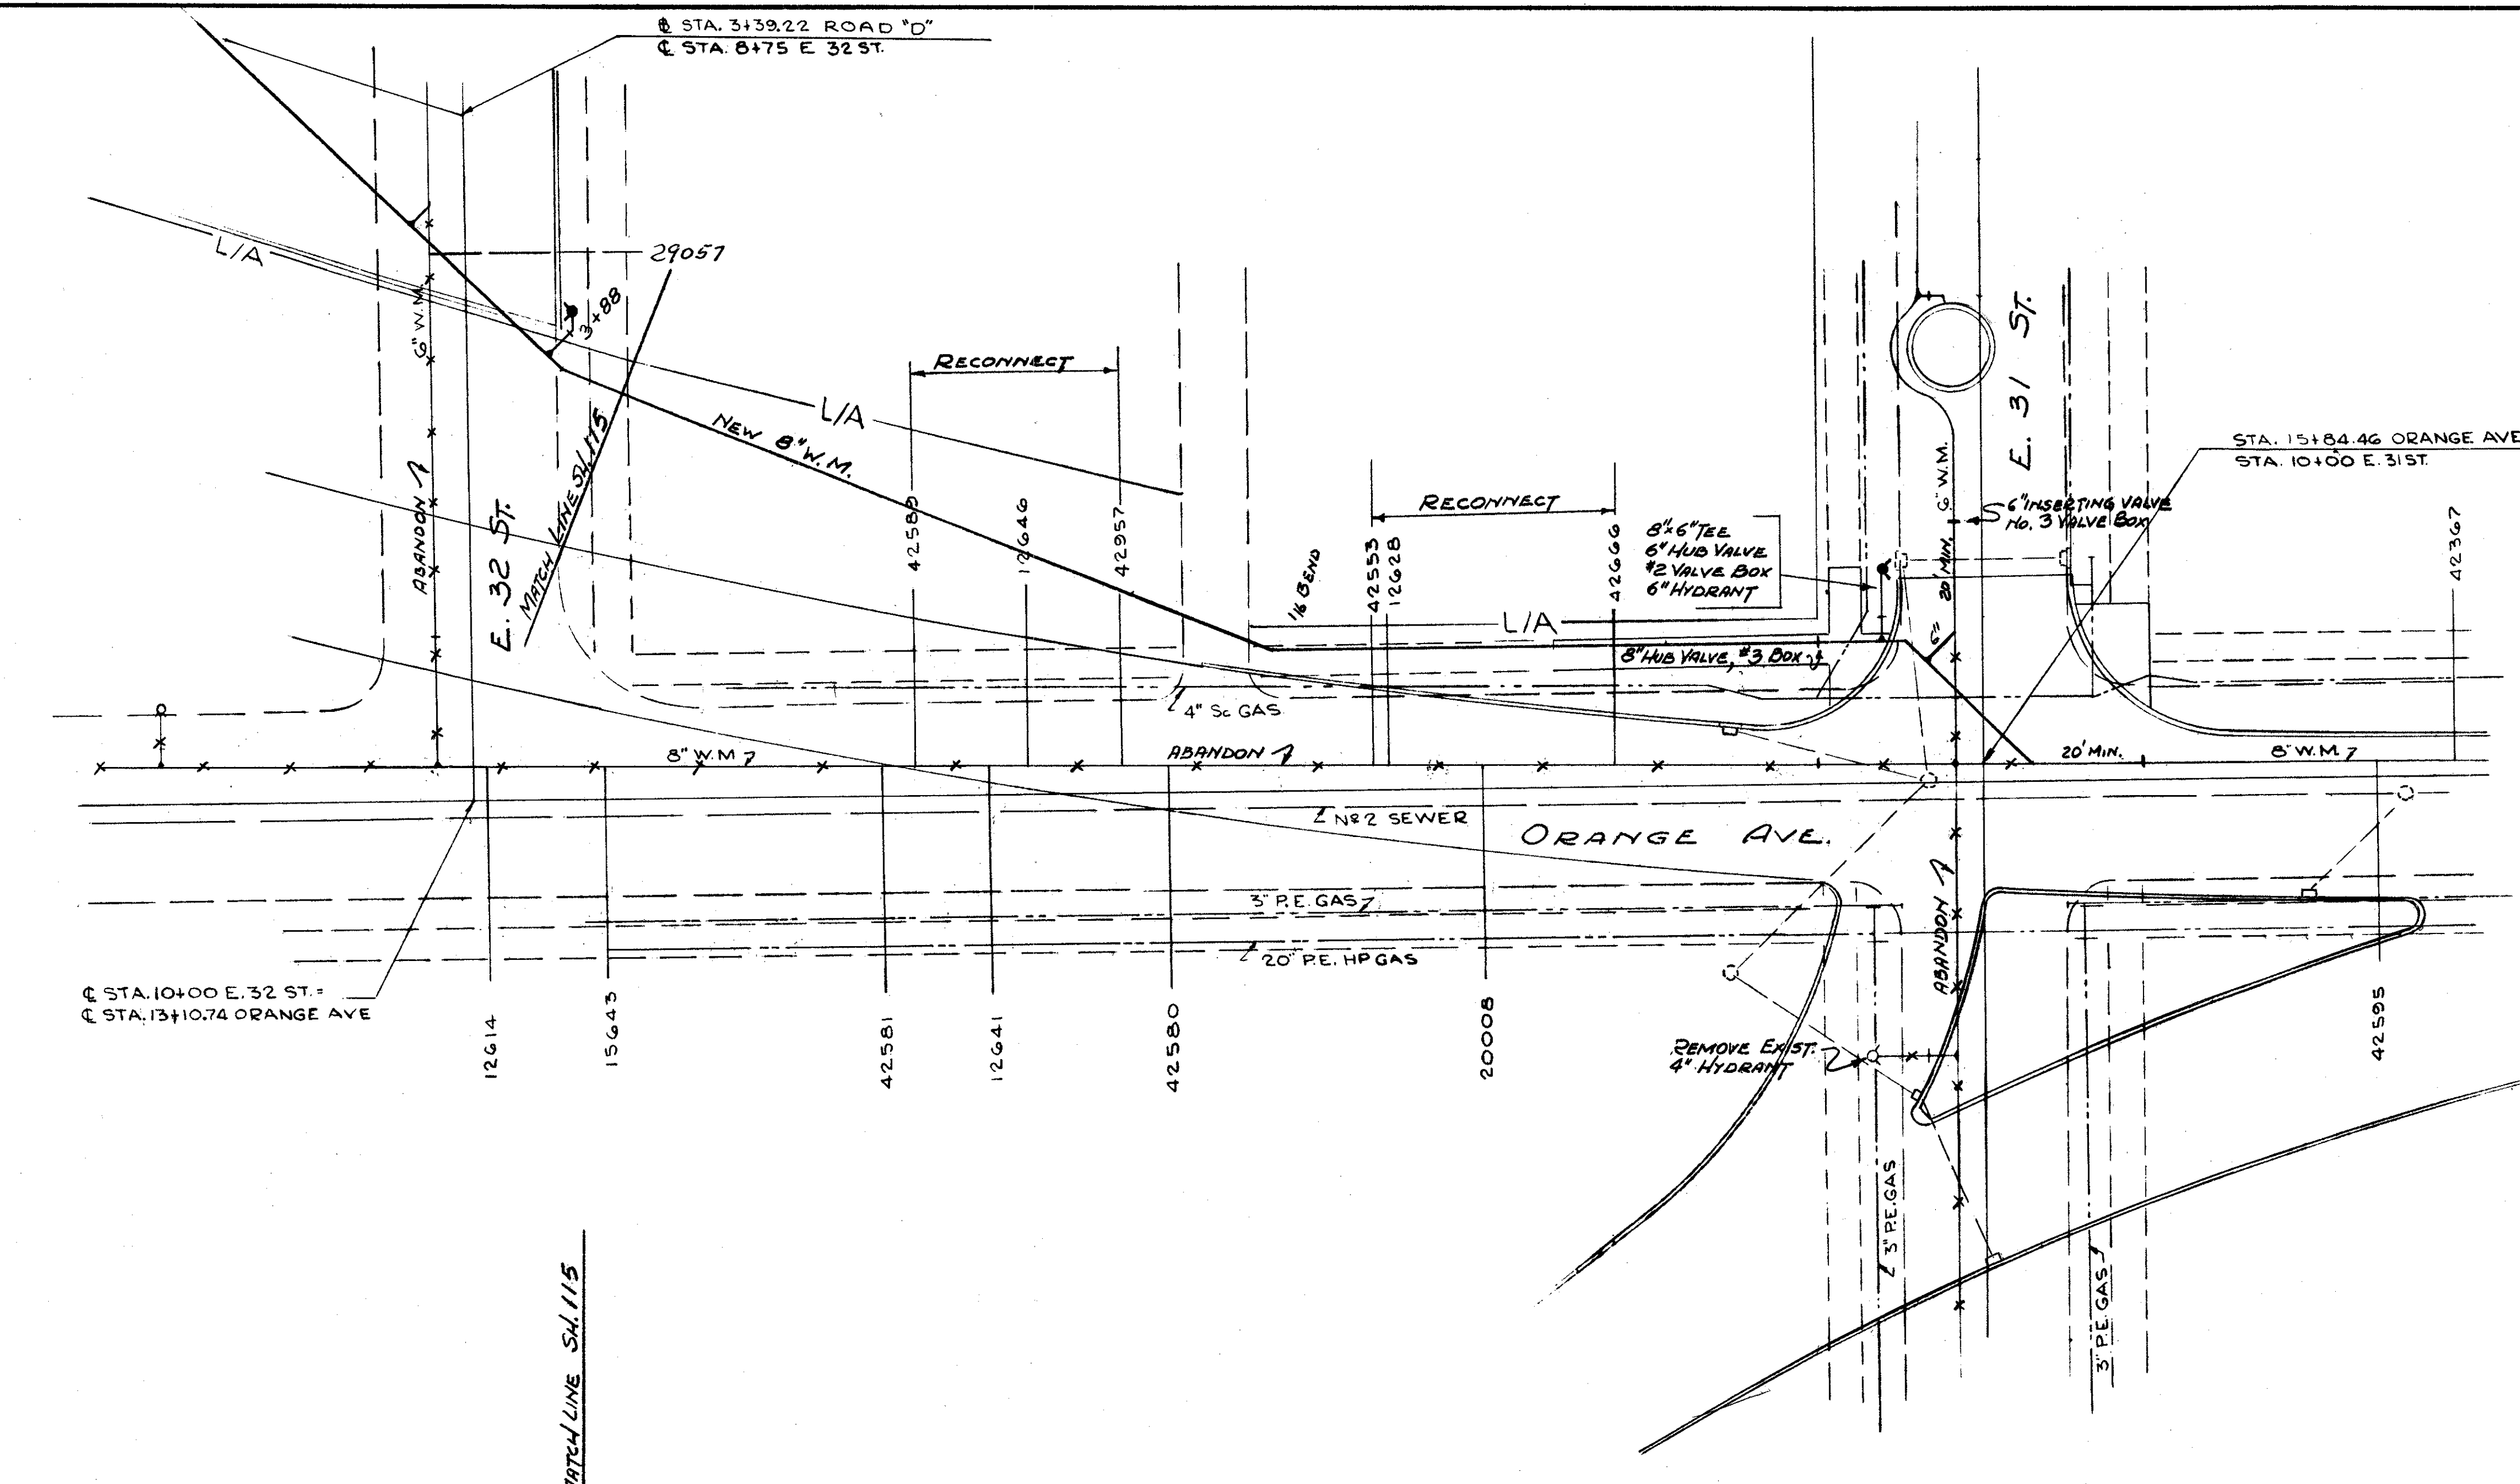 ℄ STA. 3+39.22 ROAD "D"
℄ STA. 8+75 E 32 ST.
L/A
29057
3+88
6" W.M.
ABANDON
E. 32 ST.
MATCH LINE SH. 115
RECONNECT
L/A
NEW 8" W.M.
42589
12646
42957
1/16 BEND
RECONNECT
42553
12628
42666
8"x6" TEE
6" HUB VALVE
#2 VALVE BOX
6" HYDRANT
L/A
8" HUB VALVE, #3 BOX
E. 31 ST.
6" W.M.
20' MIN.
6" INSERTING VALVE
No. 3 VALVE BOX
STA. 15+84.46 ORANGE AVE
STA. 10+00 E. 31 ST.
42367
6"
4" Sc GAS
8" W.M.
ABANDON
20' MIN.
8" W.M.
Nº 2 SEWER
ORANGE AVE.
3" P.E. GAS
20" P.E. HP GAS
ABANDON
℄ STA. 10+00 E. 32 ST. =
℄ STA. 13+10.74 ORANGE AVE
12614
15643
42581
12641
42580
20008
REMOVE EXIST.
4" HYDRANT
42595
3" P.E. GAS
3" P.E. GAS
MATCH LINE SH. 115